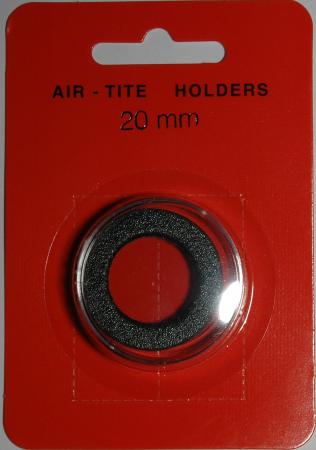 AIR - TITE HOLDERS
20 mm